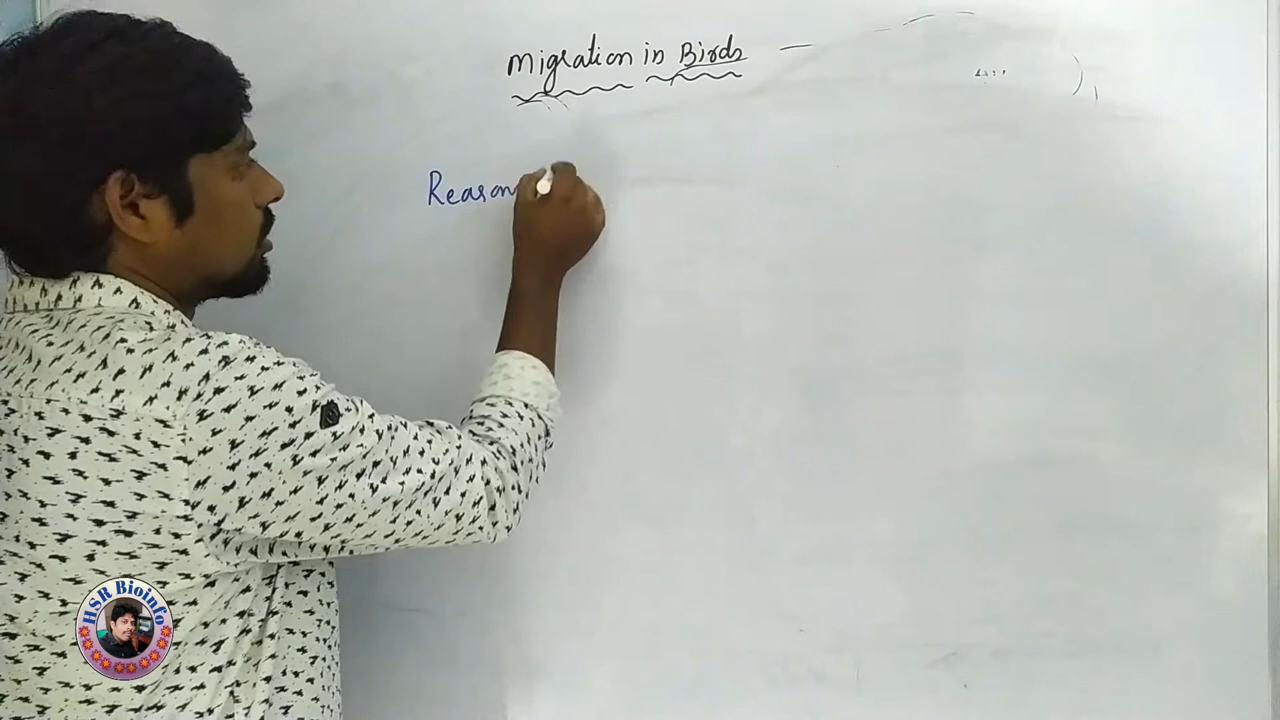 Migration in Birds —
Reason
HSR Bioinfo